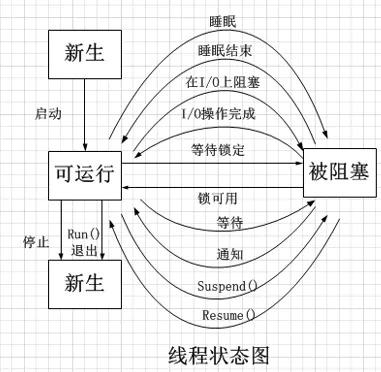 睡眠
新生
睡眠结束
在I/O上阻塞
启动
I/O操作完成
等待锁定
可运行
被阻塞
锁可用
等待
停止
Run()
退出
通知
新生
Suspend()
Resume()
线程状态图